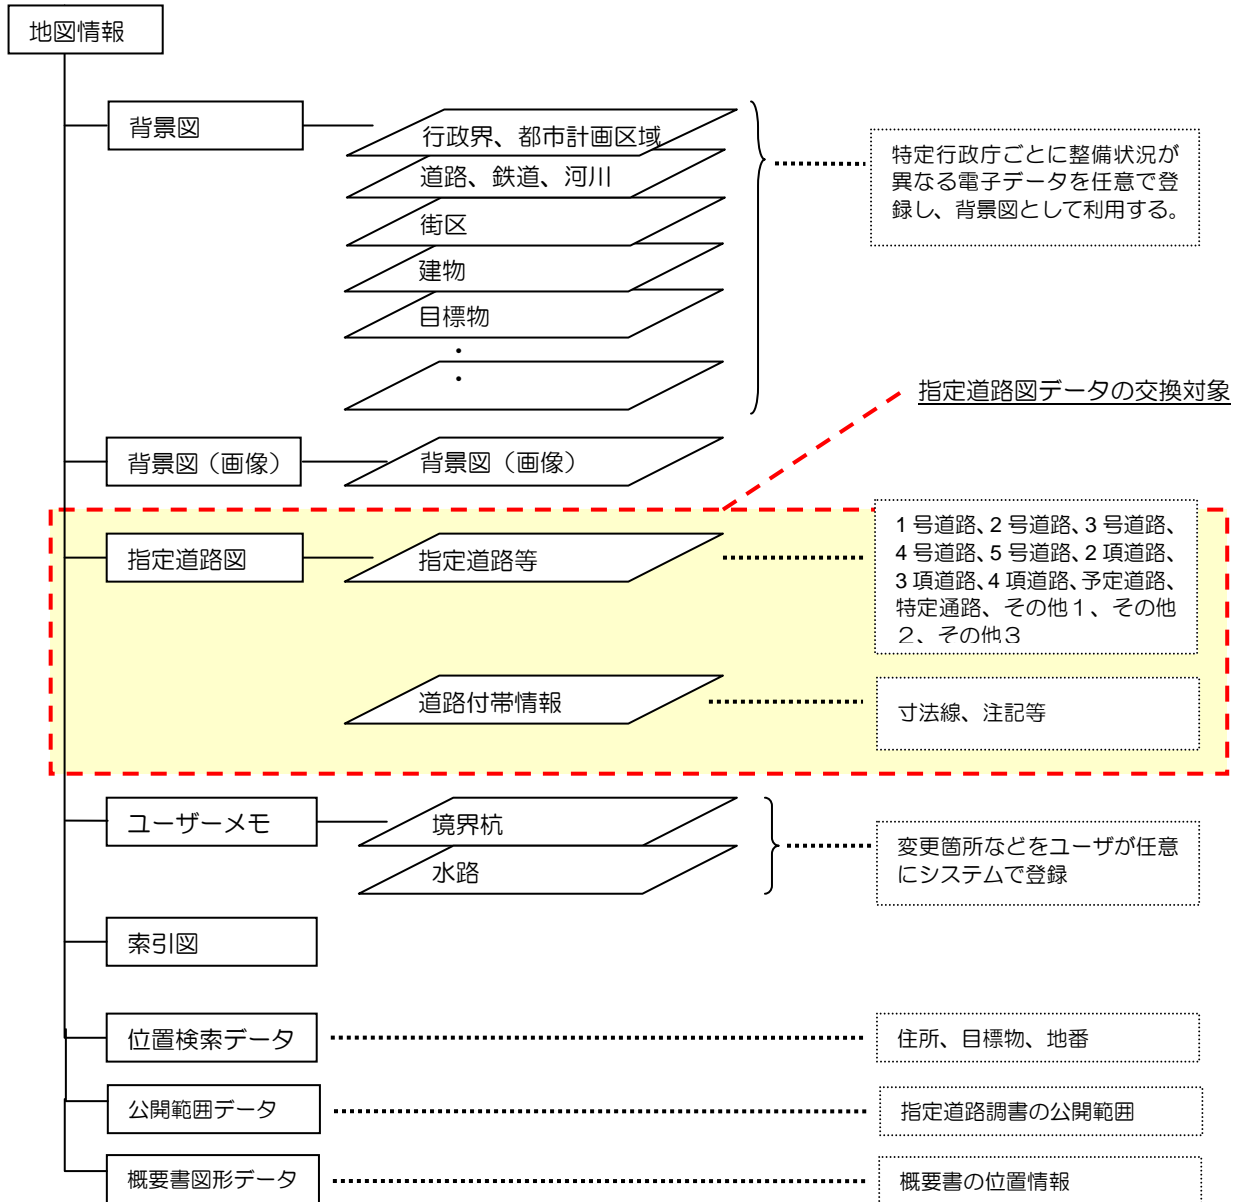 地図情報
背景図
行政界、都市計画区域
道路、鉄道、河川
街区
建物
目標物
・
・
特定行政庁ごとに整備状況が
異なる電子データを任意で登
録し、背景図として利用する。
指定道路図データの交換対象
背景図（画像）
背景図（画像）
指定道路図
指定道路等
1号道路、2号道路、3号道路、
4号道路、5号道路、2項道路、
3項道路、4項道路、予定道路、
特定通路、その他１、その他
２、その他３
道路付帯情報
寸法線、注記等
ユーザーメモ
境界杭
水路
変更箇所などをユーザが任意
にシステムで登録
索引図
位置検索データ
住所、目標物、地番
公開範囲データ
指定道路調書の公開範囲
概要書図形データ
概要書の位置情報